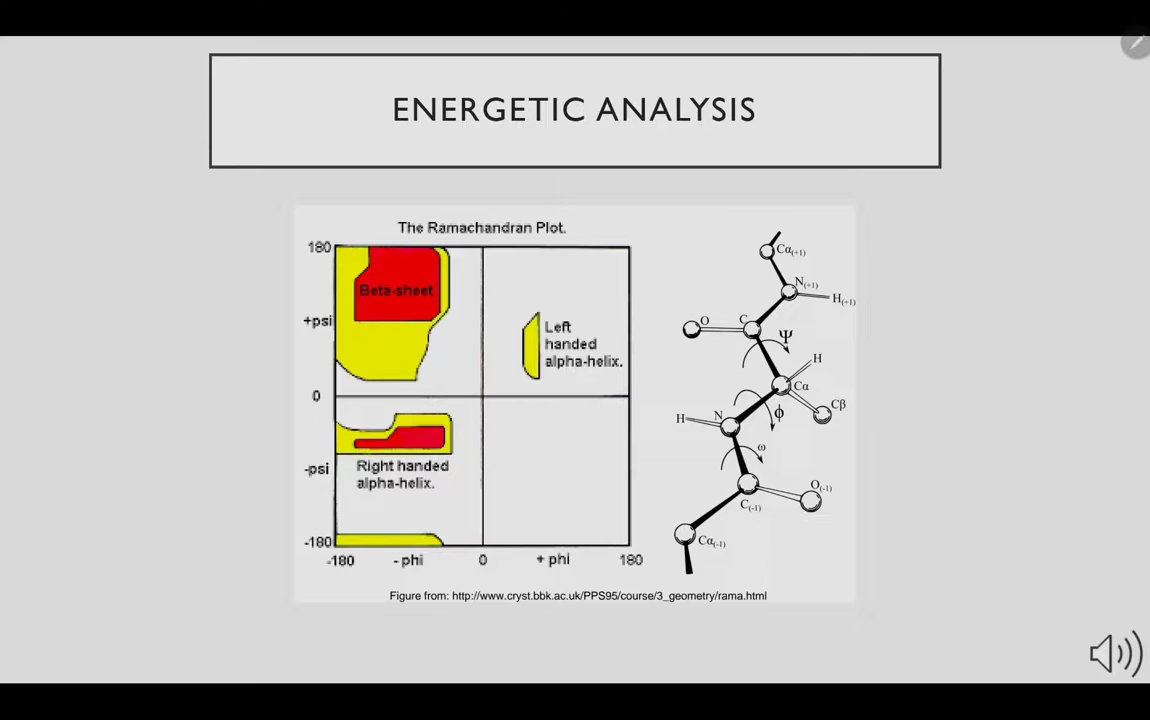 ENERGETIC ANALYSIS
The Ramachandran Plot.
180
Beta-sheet
+psi
Left
handed
alpha-helix.
0
-psi
Right handed
alpha-helix.
-180
-180 - phi 0 + phi 180
Cα(+1)
N(+1)
H(+1)
O C
Ψ
H
Cα
Cβ
ϕ
H N
ω
O(-1)
C(-1)
Cα(-1)
Figure from: http://www.cryst.bbk.ac.uk/PPS95/course/3_geometry/rama.html